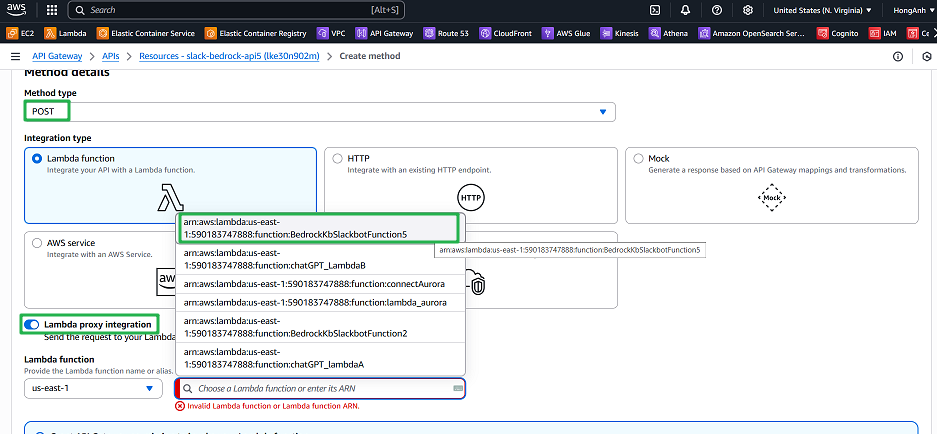 aws
Search
[Alt+S]
United States (N. Virginia)
HongAnh
EC2
Lambda
Elastic Container Service
Elastic Container Registry
VPC
API Gateway
Route 53
CloudFront
AWS Glue
Kinesis
Athena
Amazon OpenSearch Ser...
Cognito
IAM
Ce
API Gateway
APIs
Resources - slack-bedrock-api5 (lke30n902m)
Create method
Method details
Method type
POST
Integration type
Lambda function
Integrate your API with a Lambda function.
HTTP
Integrate with an existing HTTP endpoint.
HTTP
Mock
Generate a response based on API Gateway mappings and transformations.
Mock
AWS service
Integrate with an AWS Service.
aws
arn:aws:lambda:us-east-
1:590183747888:function:BedrockKbSlackbotFunction5
arn:aws:lambda:us-east-1:590183747888:function:BedrockKbSlackbotFunction5
arn:aws:lambda:us-east-
1:590183747888:function:chatGPT_LambdaB
arn:aws:lambda:us-east-1:590183747888:function:connectAurora
arn:aws:lambda:us-east-1:590183747888:function:lambda_aurora
arn:aws:lambda:us-east-
1:590183747888:function:BedrockKbSlackbotFunction2
arn:aws:lambda:us-east-
1:590183747888:function:chatGPT_lambdaA
Lambda proxy integration
Send the request to your Lambda
Lambda function
Provide the Lambda function name or alias.
us-east-1
Choose a Lambda function or enter its ARN
Invalid Lambda function or Lambda function ARN.